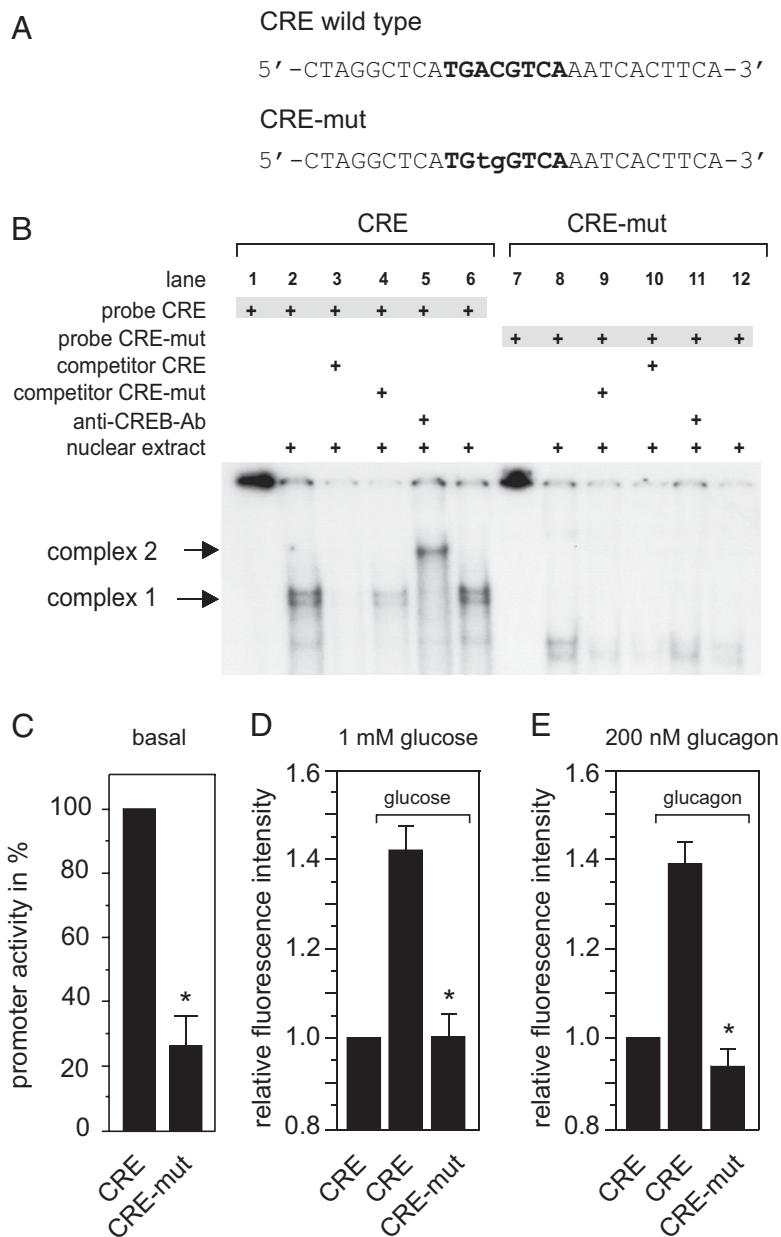 A
CRE wild type
5'-CTAGGCTCATGACGTCAAATCACTTCA-3'
CRE-mut
5'-CTAGGCTCATGtgGTCAAATCACTTCA-3'
B
CRE CRE-mut
lane 1 2 3 4 5 6 7 8 9 10 11 12
probe CRE + + + + + +
probe CRE-mut + + + + + +
competitor CRE + +
competitor CRE-mut + +
anti-CREB-Ab + +
nuclear extract + + + + + + + + + +
complex 2
complex 1
C
basal
promoter activity in %
100
80
60
40
20
0
*
CRE
CRE-mut
D
1 mM glucose
relative fluorescence intensity
1.6
1.4
1.2
1.0
0.8
glucose
*
CRE
CRE
CRE-mut
E
200 nM glucagon
relative fluorescence intensity
1.6
1.4
1.2
1.0
0.8
glucagon
*
CRE
CRE
CRE-mut